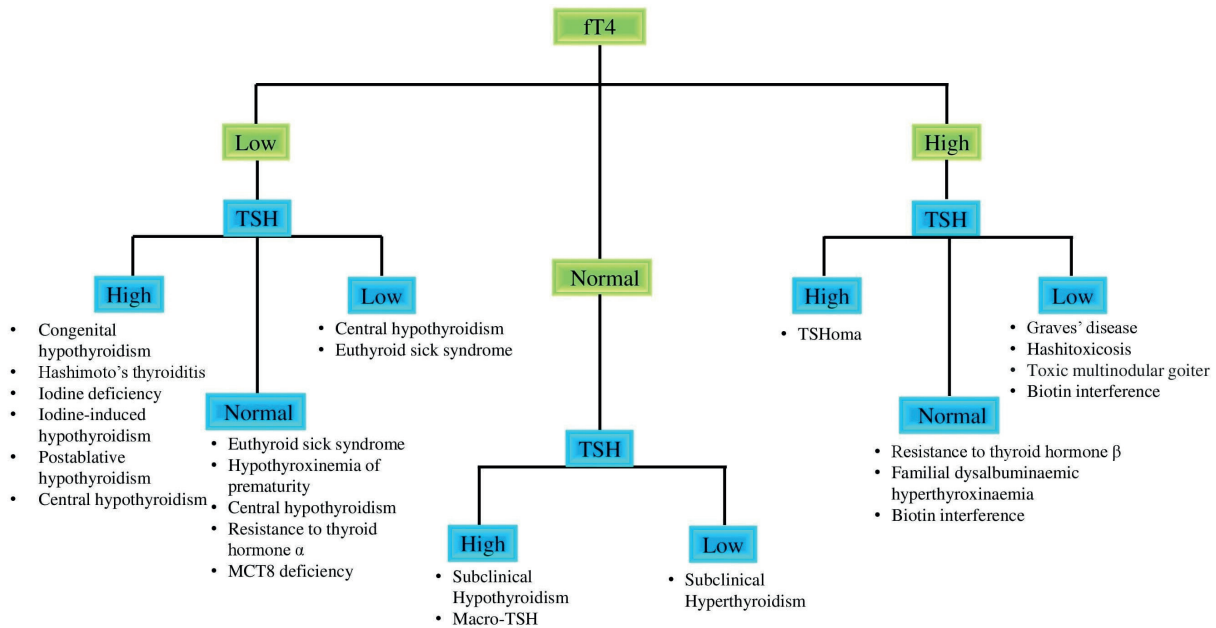 fT4
Low
High
TSH
TSH
High
Low
Normal
High
Low
• Congenital
hypothyroidism
• Hashimoto’s thyroiditis
• Iodine deficiency
• Iodine-induced
hypothyroidism
• Postablative
hypothyroidism
• Central hypothyroidism
• Central hypothyroidism
• Euthyroid sick syndrome
Normal
• Euthyroid sick syndrome
• Hypothyroxinemia of
prematurity
• Central hypothyroidism
• Resistance to thyroid
hormone α
• MCT8 deficiency
TSH
High
Low
• Subclinical
Hypothyroidism
• Macro-TSH
• Subclinical
Hyperthyroidism
• TSHoma
• Graves’ disease
• Hashitoxicosis
• Toxic multinodular goiter
• Biotin interference
Normal
• Resistance to thyroid hormone β
• Familial dysalbuminaemic
hyperthyroxinaemia
• Biotin interference